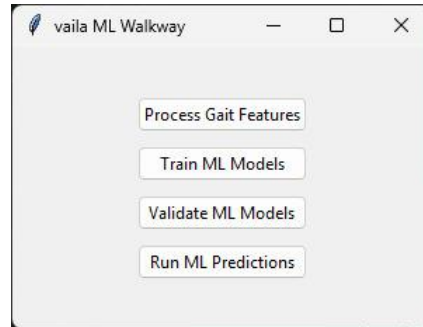 vaila ML Walkway
Process Gait Features
Train ML Models
Validate ML Models
Run ML Predictions